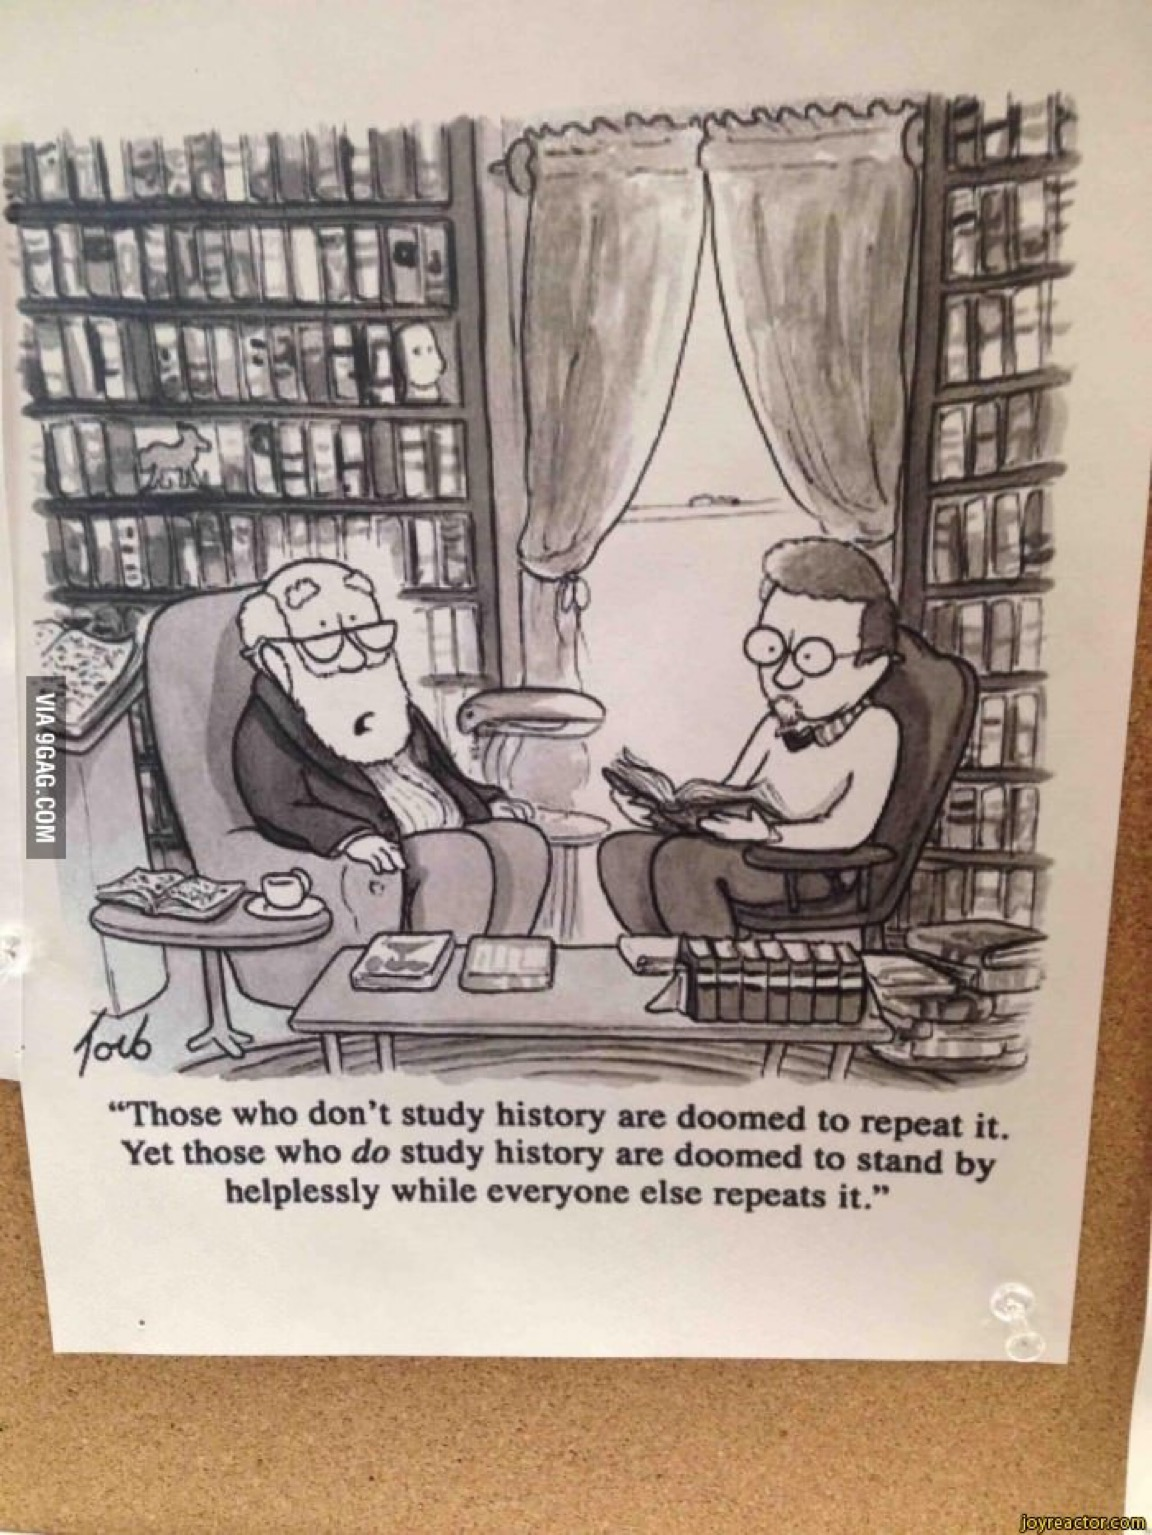 VIA 9GAG.COM
Toro
“Those who don’t study history are doomed to repeat it.
Yet those who do study history are doomed to stand by
helplessly while everyone else repeats it.”
joyreactor.com